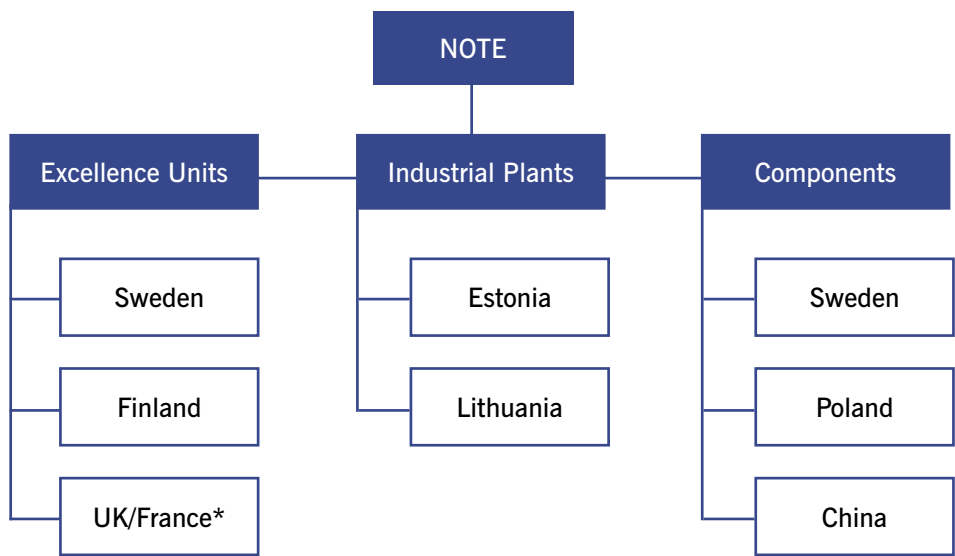 NOTE
Excellence Units
Industrial Plants
Components
Sweden
Estonia
Sweden
Finland
Lithuania
Poland
UK/France*
China